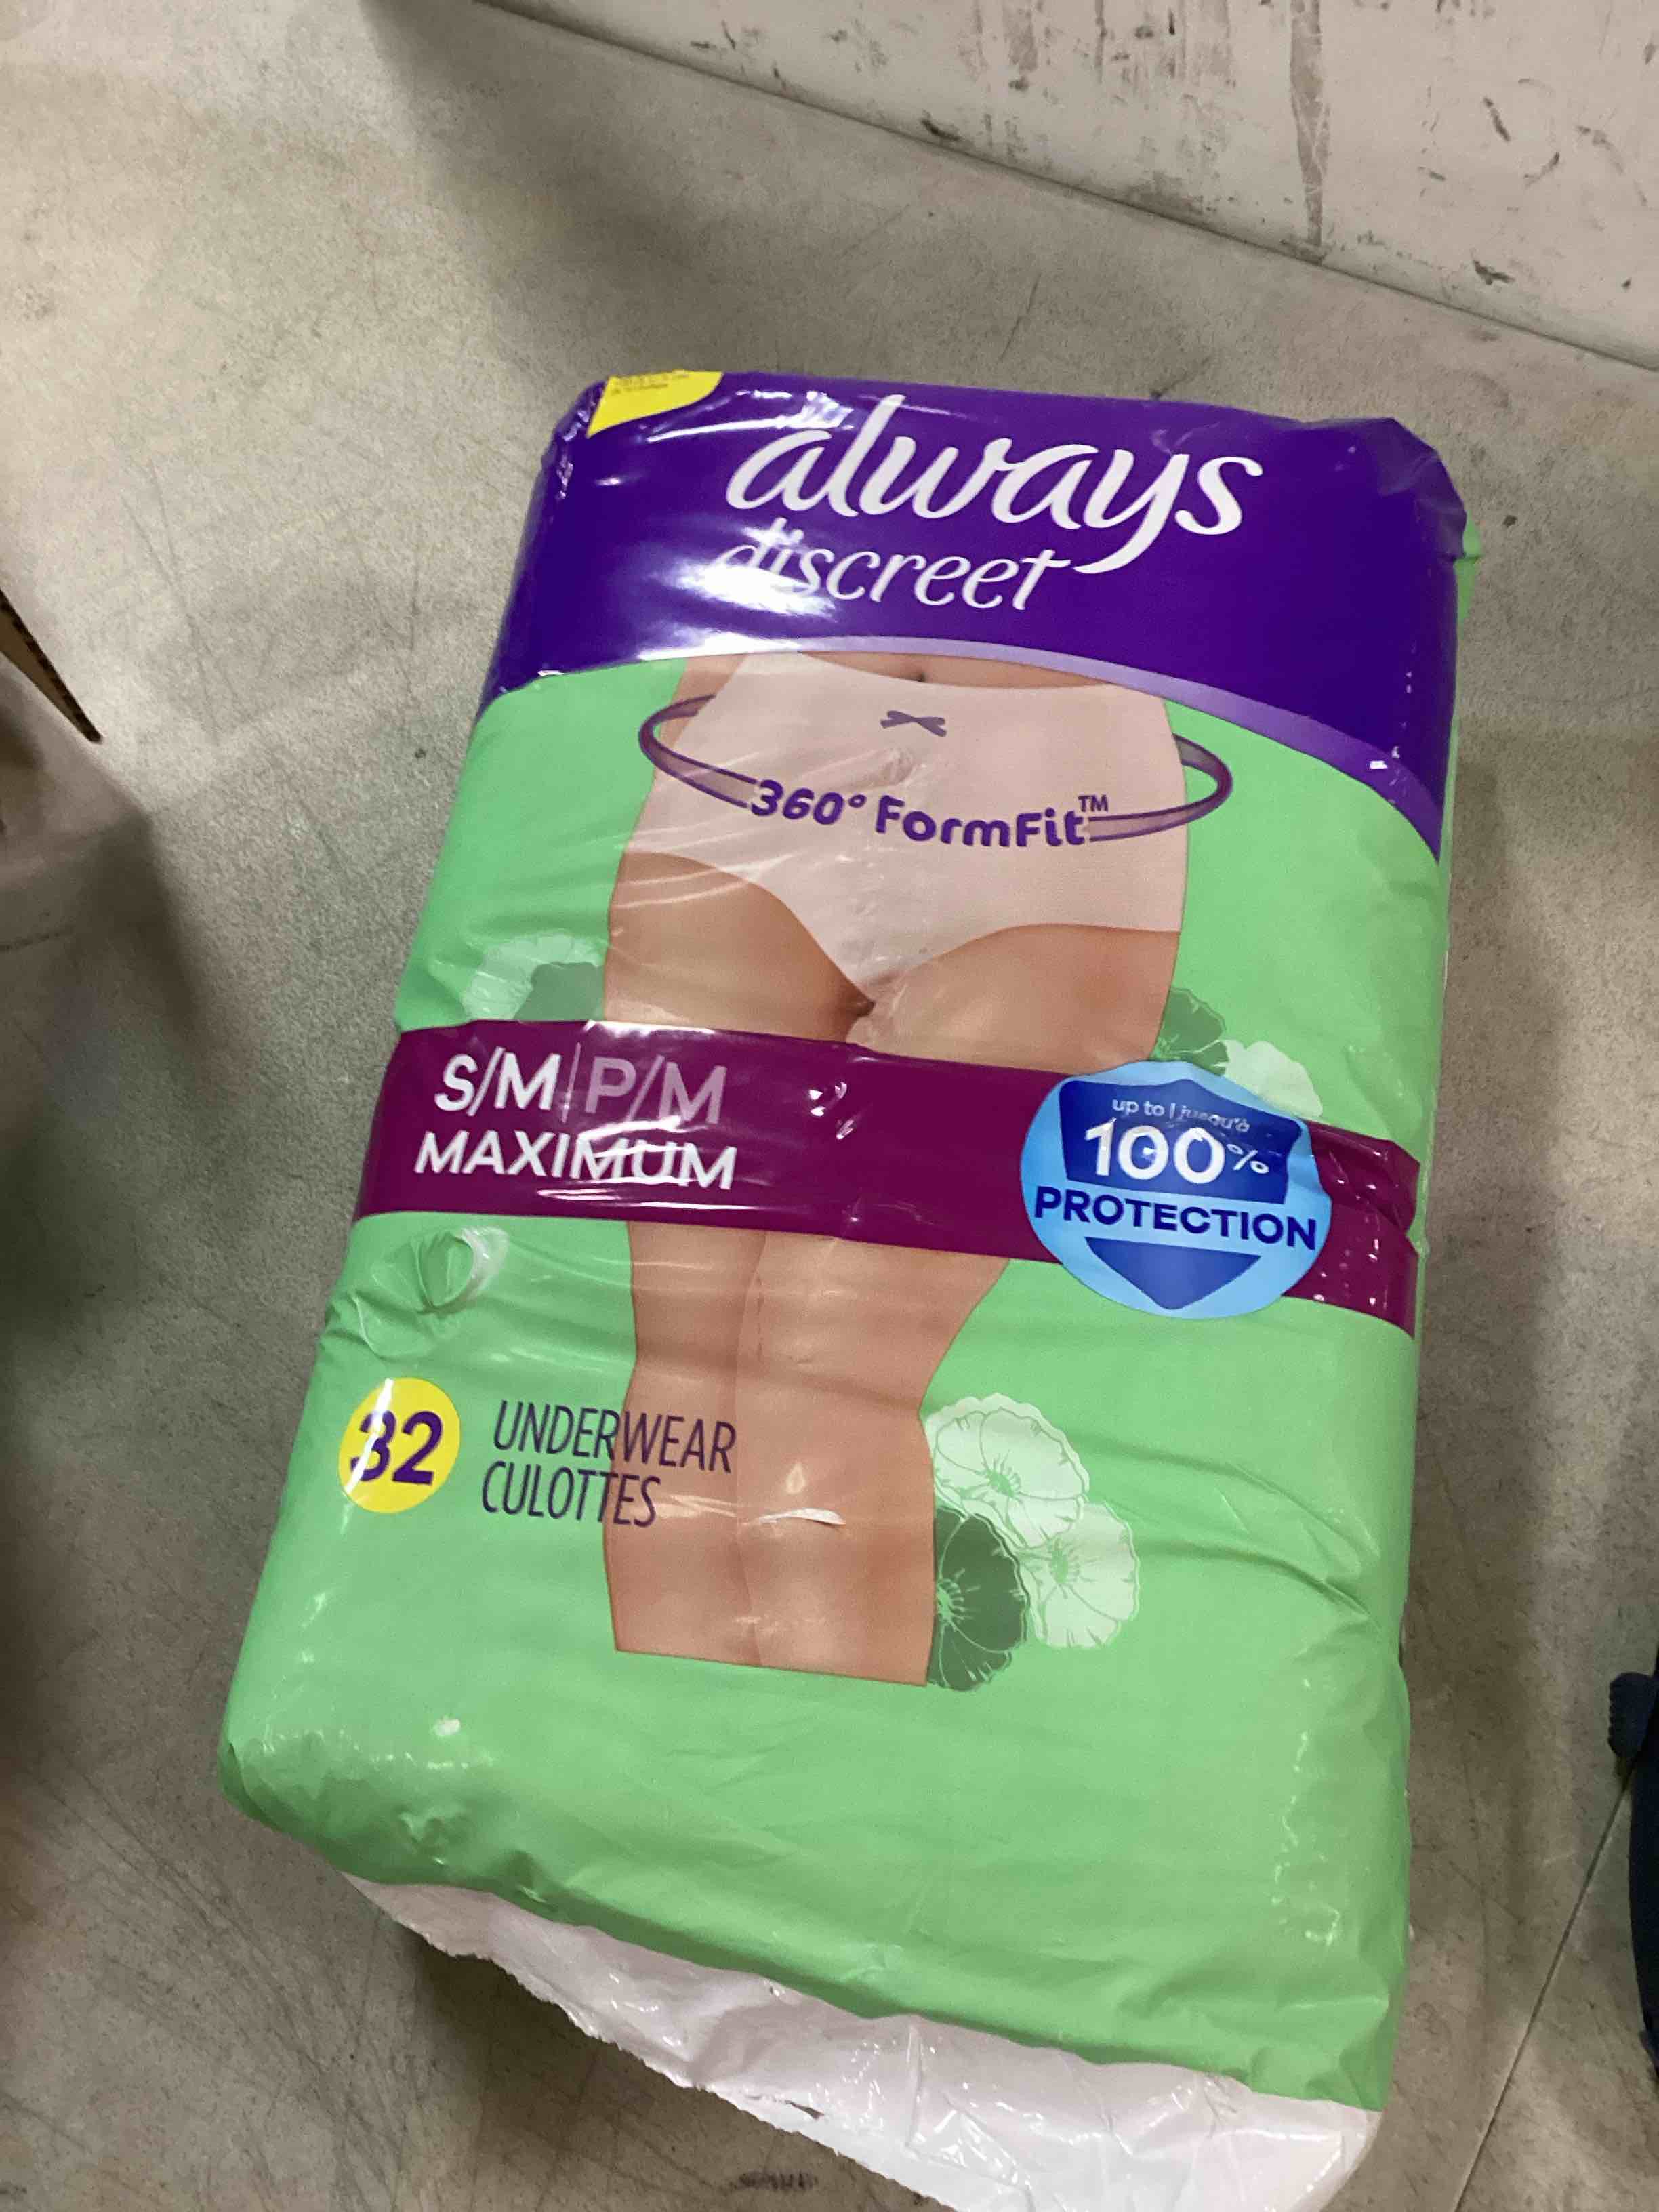 always
discreet
360° FormFit™
S/M | P/M
MAXIMUM
up to | jusqu'à
100%
PROTECTION
32 UNDERWEAR
CULOTTES